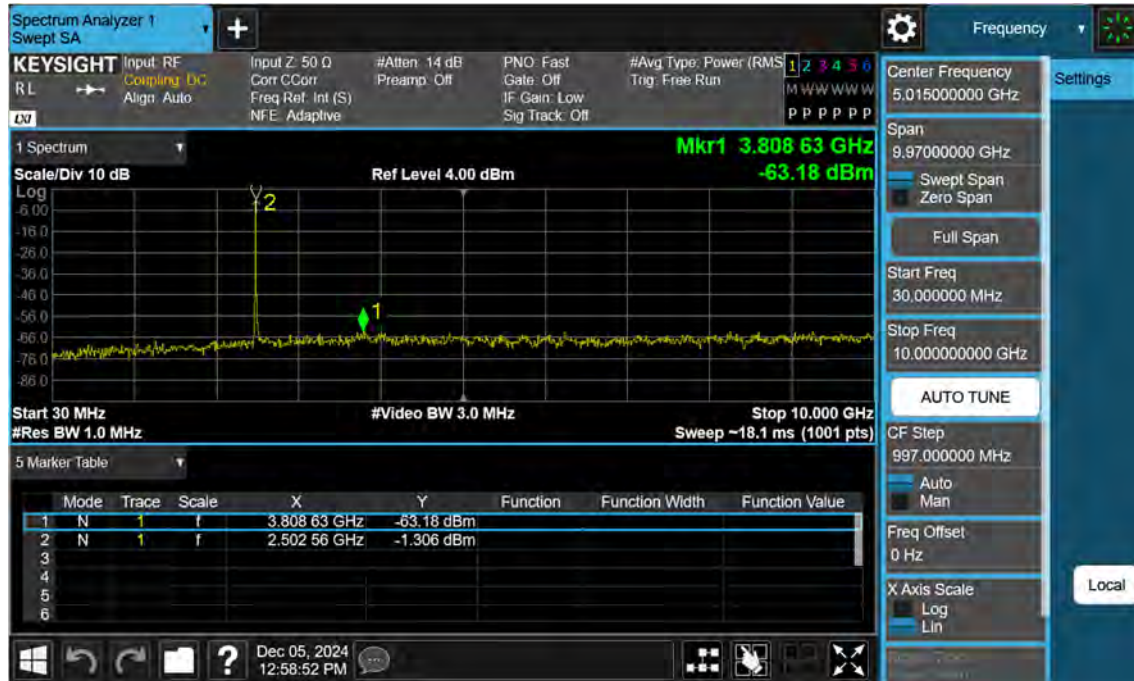 Spectrum Analyzer 1
Swept SA
+
Frequency
KEYSIGHT
RL
LXI
Input: RF
Coupling: DC
Align: Auto
Input Z: 50 Ω
Corr CCorr
Freq Ref: Int (S)
NFE: Adaptive
#Atten: 14 dB
Preamp: Off
PNO: Fast
Gate: Off
IF Gain: Low
Sig Track: Off
#Avg Type: Power (RMS
Trig: Free Run
1 2 3 4 5 6
M W W W W W
P P P P P P
1 Spectrum
Scale/Div 10 dB
Ref Level 4.00 dBm
Mkr1 3.808 63 GHz
-63.18 dBm
Log
-6.00
-16.0
-26.0
-36.0
-46.0
-56.0
-66.0
-76.0
-86.0
2
1
Start 30 MHz
#Video BW 3.0 MHz
Stop 10.000 GHz
#Res BW 1.0 MHz
Sweep ~18.1 ms (1001 pts)
5 Marker Table
Mode Trace Scale X Y Function Function Width Function Value
1 N 1 f 3.808 63 GHz -63.18 dBm
2 N 1 f 2.502 56 GHz -1.306 dBm
3
4
5
6
?
Dec 05, 2024
12:58:52 PM
Center Frequency
5.015000000 GHz
Span
9.97000000 GHz
Swept Span
Zero Span
Full Span
Start Freq
30.000000 MHz
Stop Freq
10.000000000 GHz
AUTO TUNE
CF Step
997.000000 MHz
Auto
Man
Freq Offset
0 Hz
X Axis Scale
Log
Lin
Settings
Local